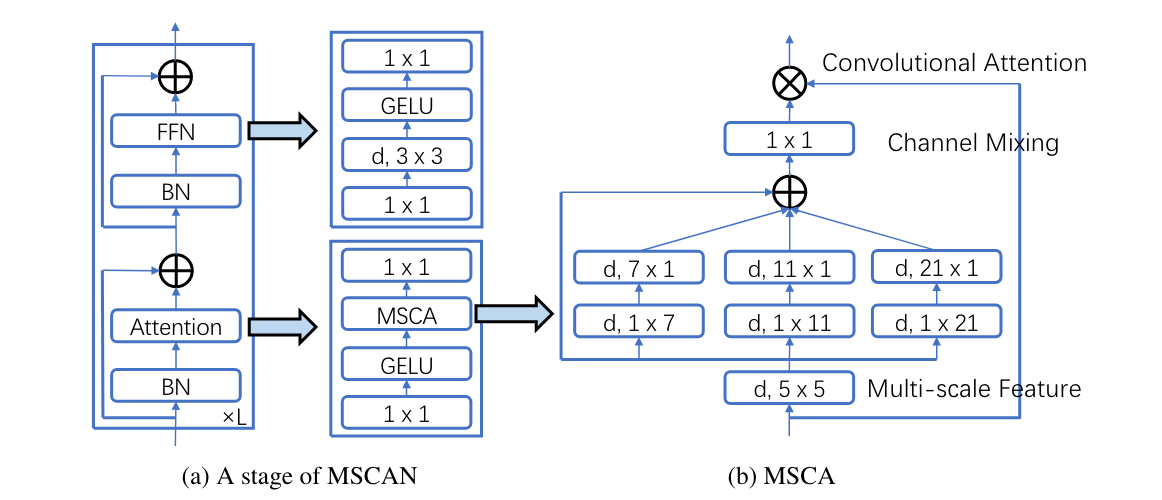 FFN
BN
Attention
BN
×L
1 x 1
GELU
d, 3 x 3
1 x 1
1 x 1
MSCA
GELU
1 x 1
Convolutional Attention
1 x 1
Channel Mixing
d, 7 x 1
d, 11 x 1
d, 21 x 1
d, 1 x 7
d, 1 x 11
d, 1 x 21
d, 5 x 5
Multi-scale Feature
(a) A stage of MSCAN
(b) MSCA